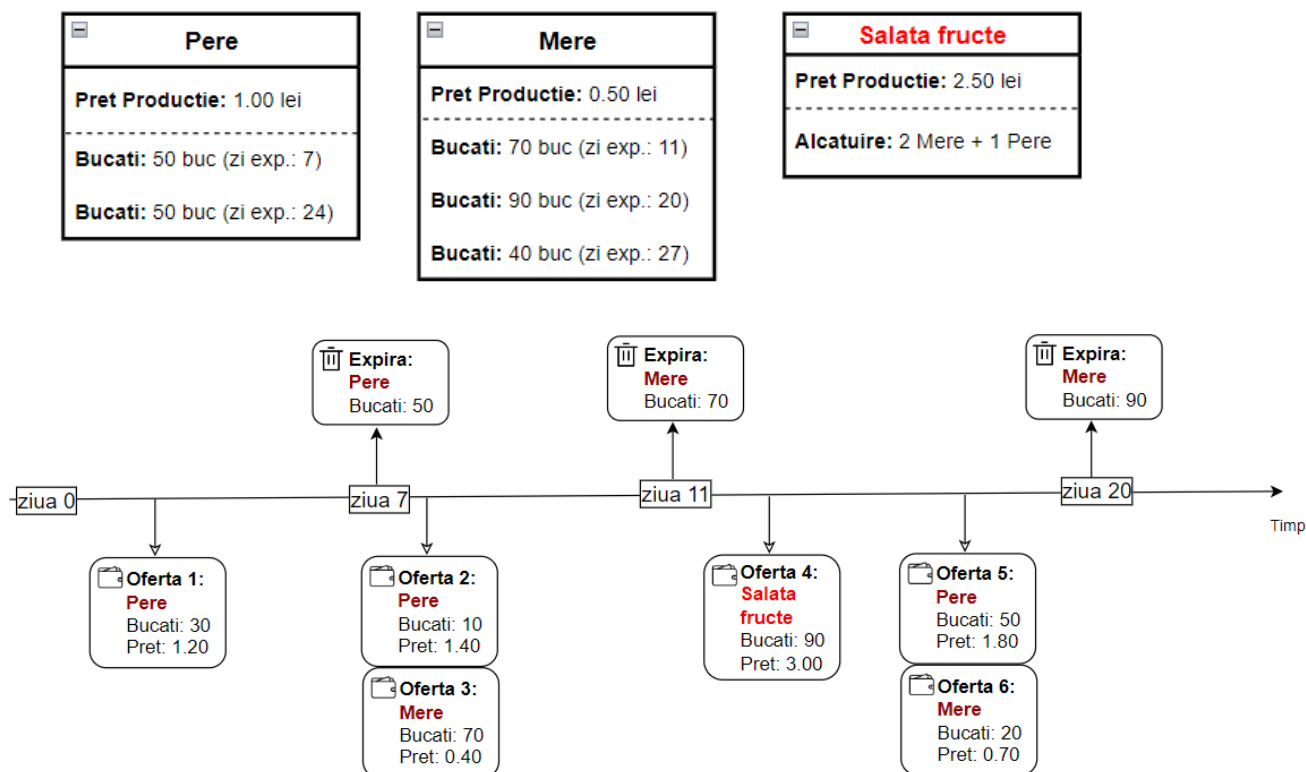 Pere
Pret Productie: 1.00 lei
Bucati: 50 buc (zi exp.: 7)
Bucati: 50 buc (zi exp.: 24)
Mere
Pret Productie: 0.50 lei
Bucati: 70 buc (zi exp.: 11)
Bucati: 90 buc (zi exp.: 20)
Bucati: 40 buc (zi exp.: 27)
Salata fructe
Pret Productie: 2.50 lei
Alcatuire: 2 Mere + 1 Pere
Expira:
Pere
Bucati: 50
Expira:
Mere
Bucati: 70
Expira:
Mere
Bucati: 90
ziua 0
ziua 7
ziua 11
ziua 20
Timp
Oferta 1:
Pere
Bucati: 30
Pret: 1.20
Oferta 2:
Pere
Bucati: 10
Pret: 1.40
Oferta 3:
Mere
Bucati: 70
Pret: 0.40
Oferta 4:
Salata
fructe
Bucati: 90
Pret: 3.00
Oferta 5:
Pere
Bucati: 50
Pret: 1.80
Oferta 6:
Mere
Bucati: 20
Pret: 0.70